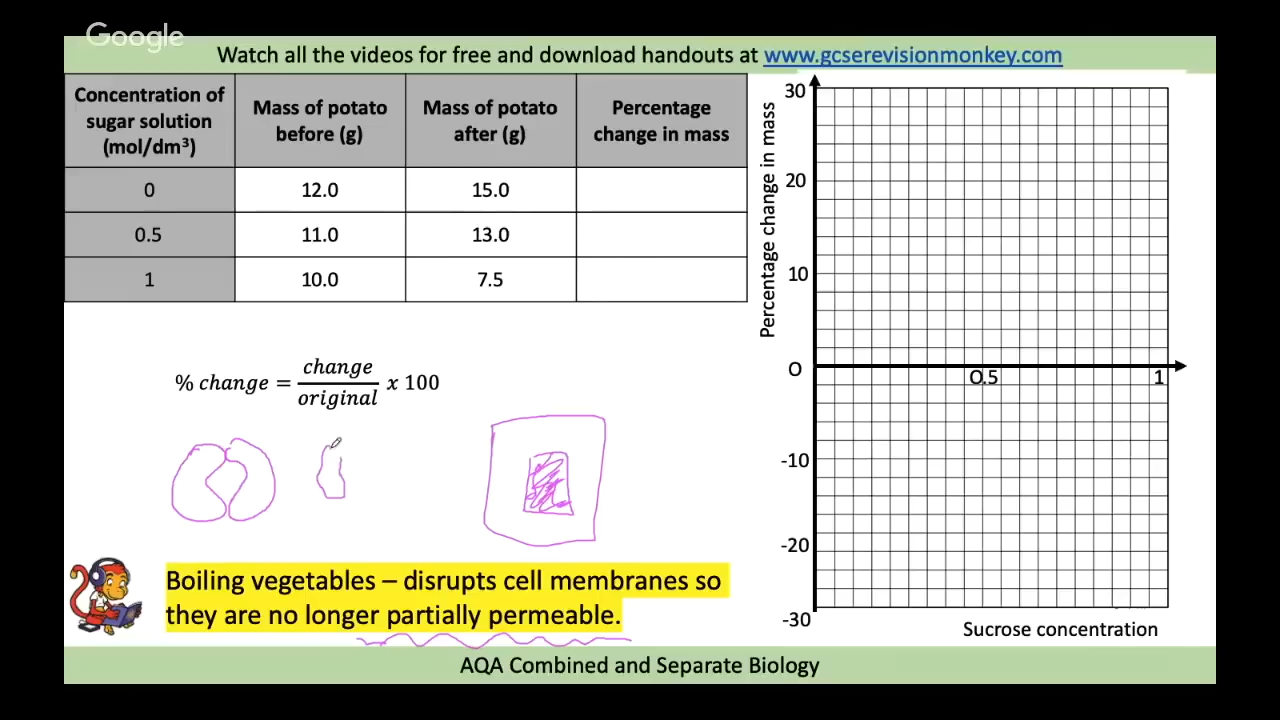 Google
Watch all the videos for free and download handouts at www.gcserevisionmonkey.com
Concentration of
sugar solution
(mol/dm³)
Mass of potato
before (g)
Mass of potato
after (g)
Percentage
change in mass
0 12.0 15.0
0.5 11.0 13.0
1 10.0 7.5
% change = change/original x 100
Boiling vegetables – disrupts cell membranes so
they are no longer partially permeable.
Percentage change in mass
30
20
10
O
-10
-20
-30
0.5 1
Sucrose concentration
AQA Combined and Separate Biology